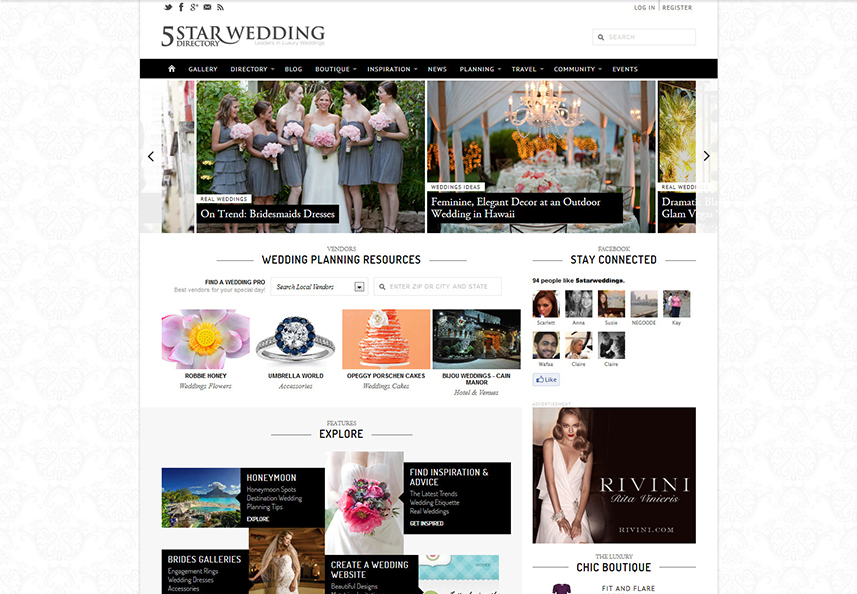 LOG IN | REGISTER
5 STAR WEDDING
DIRECTORY Leaders in Luxury Weddings
SEARCH
GALLERY DIRECTORY BLOG BOUTIQUE INSPIRATION NEWS PLANNING TRAVEL COMMUNITY EVENTS
REAL WEDDINGS
On Trend: Bridesmaids Dresses
WEDDINGS IDEAS
Feminine, Elegant Decor at an Outdoor
Wedding in Hawaii
REAL WEDD
Dramatic Bla
Glam Vegas
VENDORS
WEDDING PLANNING RESOURCES
FIND A WEDDING PRO
Best vendors for your special day!
Search Local Vendors
ENTER ZIP OR CITY AND STATE
ROBBIE HONEY
Weddings Flowers
UMBRELLA WORLD
Accessories
OPEGGY PORSCHEN CAKES
Weddings Cakes
BIJOU WEDDINGS - CAIN
MANOR
Hotel & Venues
FACEBOOK
STAY CONNECTED
94 people like 5starweddings.
Scarlett Anna Susie NEGOODE Kay
Wafaa Claire Claire
Like
ADVERTISEMENT
RIVINI
Rita Vinieris
RIVINI.COM
FEATURES
EXPLORE
HONEYMOON
Honeymoon Spots
Destination Wedding
Planning Tips
EXPLORE
FIND INSPIRATION &
ADVICE
The Latest Trends
Wedding Etiquette
Real Weddings
GET INSPIRED
BRIDES GALLERIES
Engagement Rings
Wedding Dresses
Accessories
CREATE A WEDDING
WEBSITE
Beautiful Designs
THE LUXURY
CHIC BOUTIQUE
FIT AND FLARE